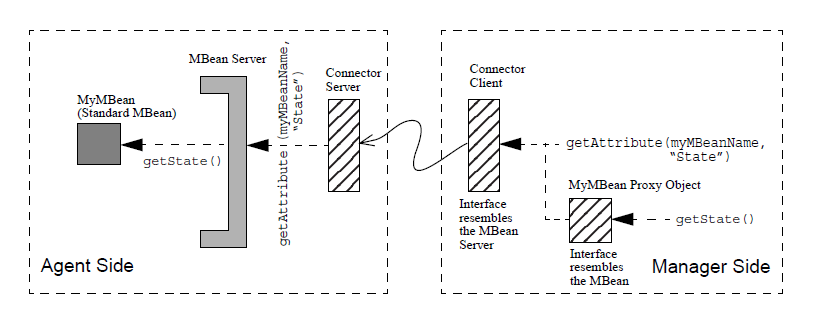 MBean Server
MyMBean
(Standard MBean)
getState()
getAttribute (myMBeanName,
“State”)
Connector
Server
Agent Side
Connector
Client
getAttribute(myMBeanName,
“State”)
MyMBean Proxy Object
getState()
Interface
resembles
the MBean
Server
Interface
resembles
the MBean
Manager Side